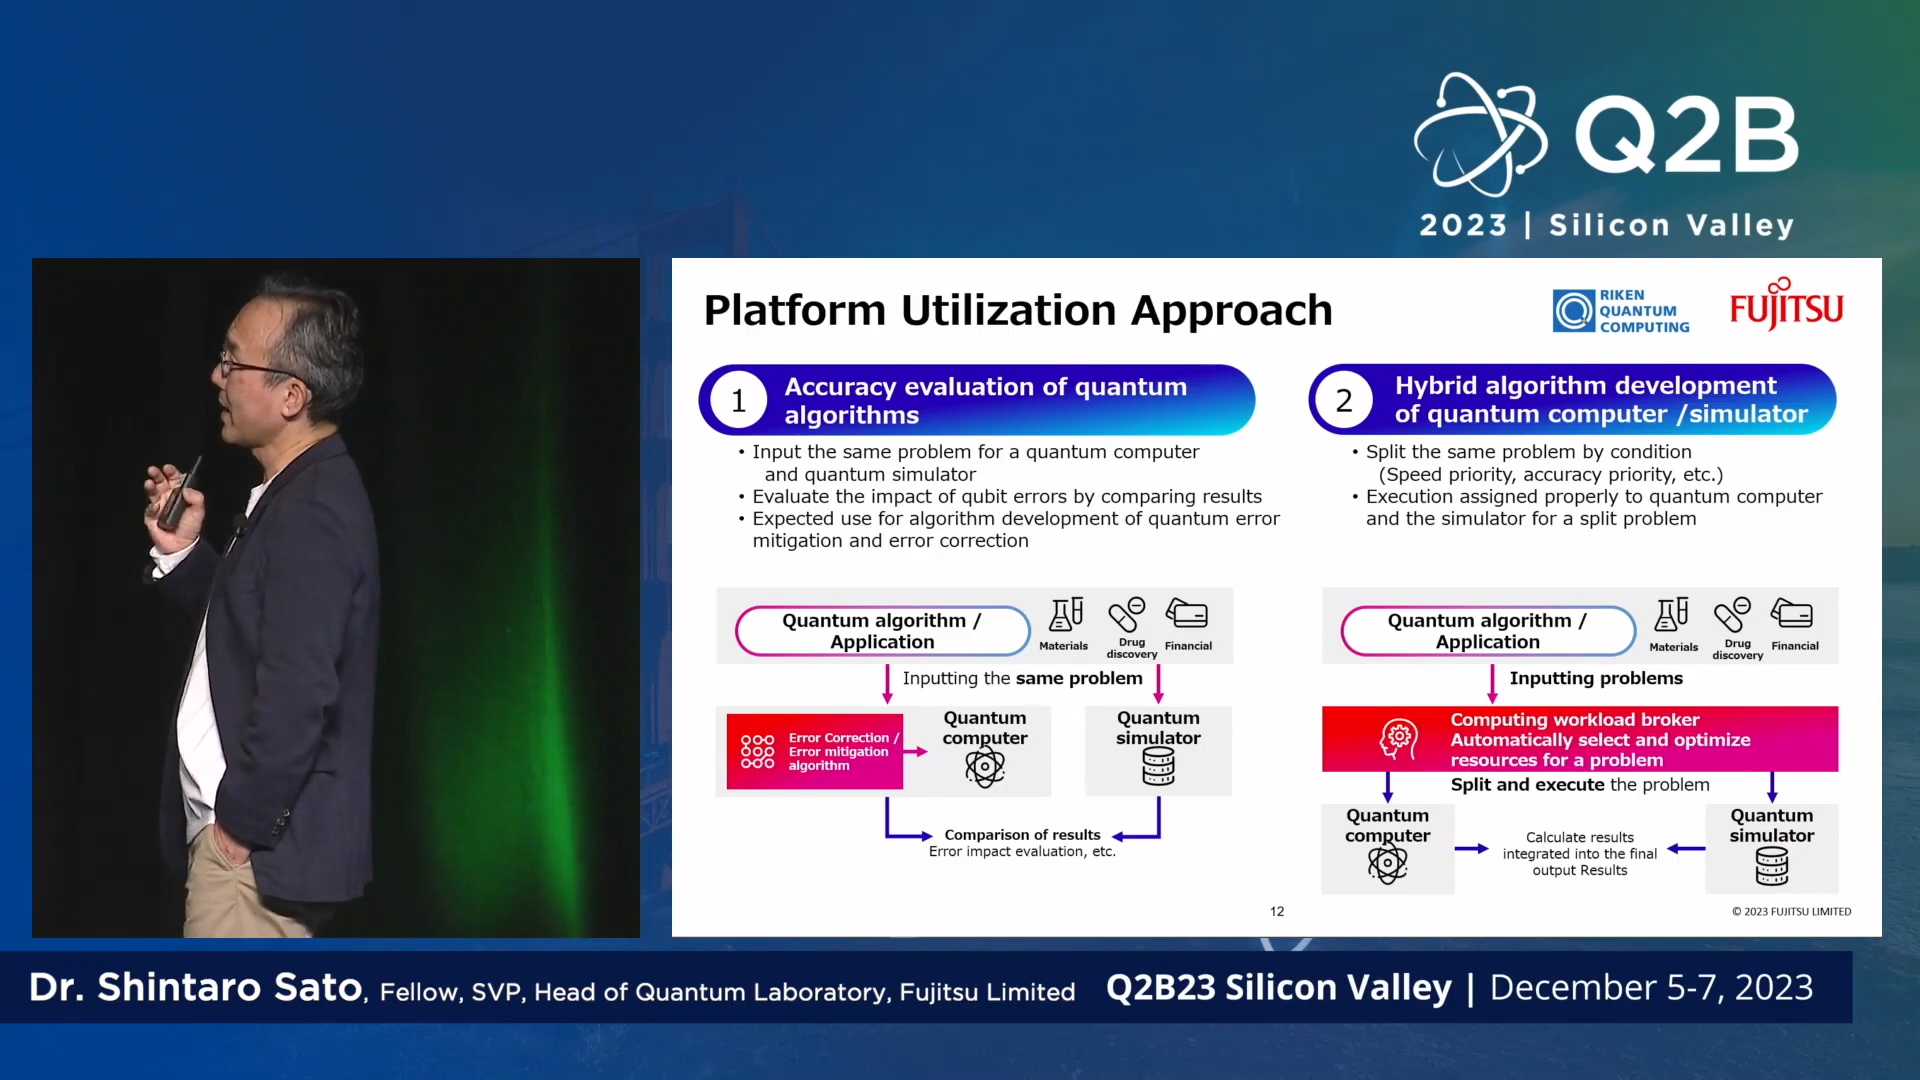 Q2B
2023 | Silicon Valley
Platform Utilization Approach
RIKEN
QUANTUM
COMPUTING
FUJITSU
1
Accuracy evaluation of quantum
algorithms
• Input the same problem for a quantum computer
and quantum simulator
• Evaluate the impact of qubit errors by comparing results
• Expected use for algorithm development of quantum error
mitigation and error correction
Quantum algorithm /
Application
Materials
Drug
discovery
Financial
Inputting the same problem
Error Correction /
Error mitigation
algorithm
Quantum
computer
Quantum
simulator
Comparison of results
Error impact evaluation, etc.
2
Hybrid algorithm development
of quantum computer /simulator
• Split the same problem by condition
(Speed priority, accuracy priority, etc.)
• Execution assigned properly to quantum computer
and the simulator for a split problem
Quantum algorithm /
Application
Materials
Drug
discovery
Financial
Inputting problems
Computing workload broker
Automatically select and optimize
resources for a problem
Split and execute the problem
Quantum
computer
Calculate results
integrated into the final
output Results
Quantum
simulator
12
© 2023 FUJITSU LIMITED
Dr. Shintaro Sato, Fellow, SVP, Head of Quantum Laboratory, Fujitsu Limited
Q2B23 Silicon Valley | December 5-7, 2023